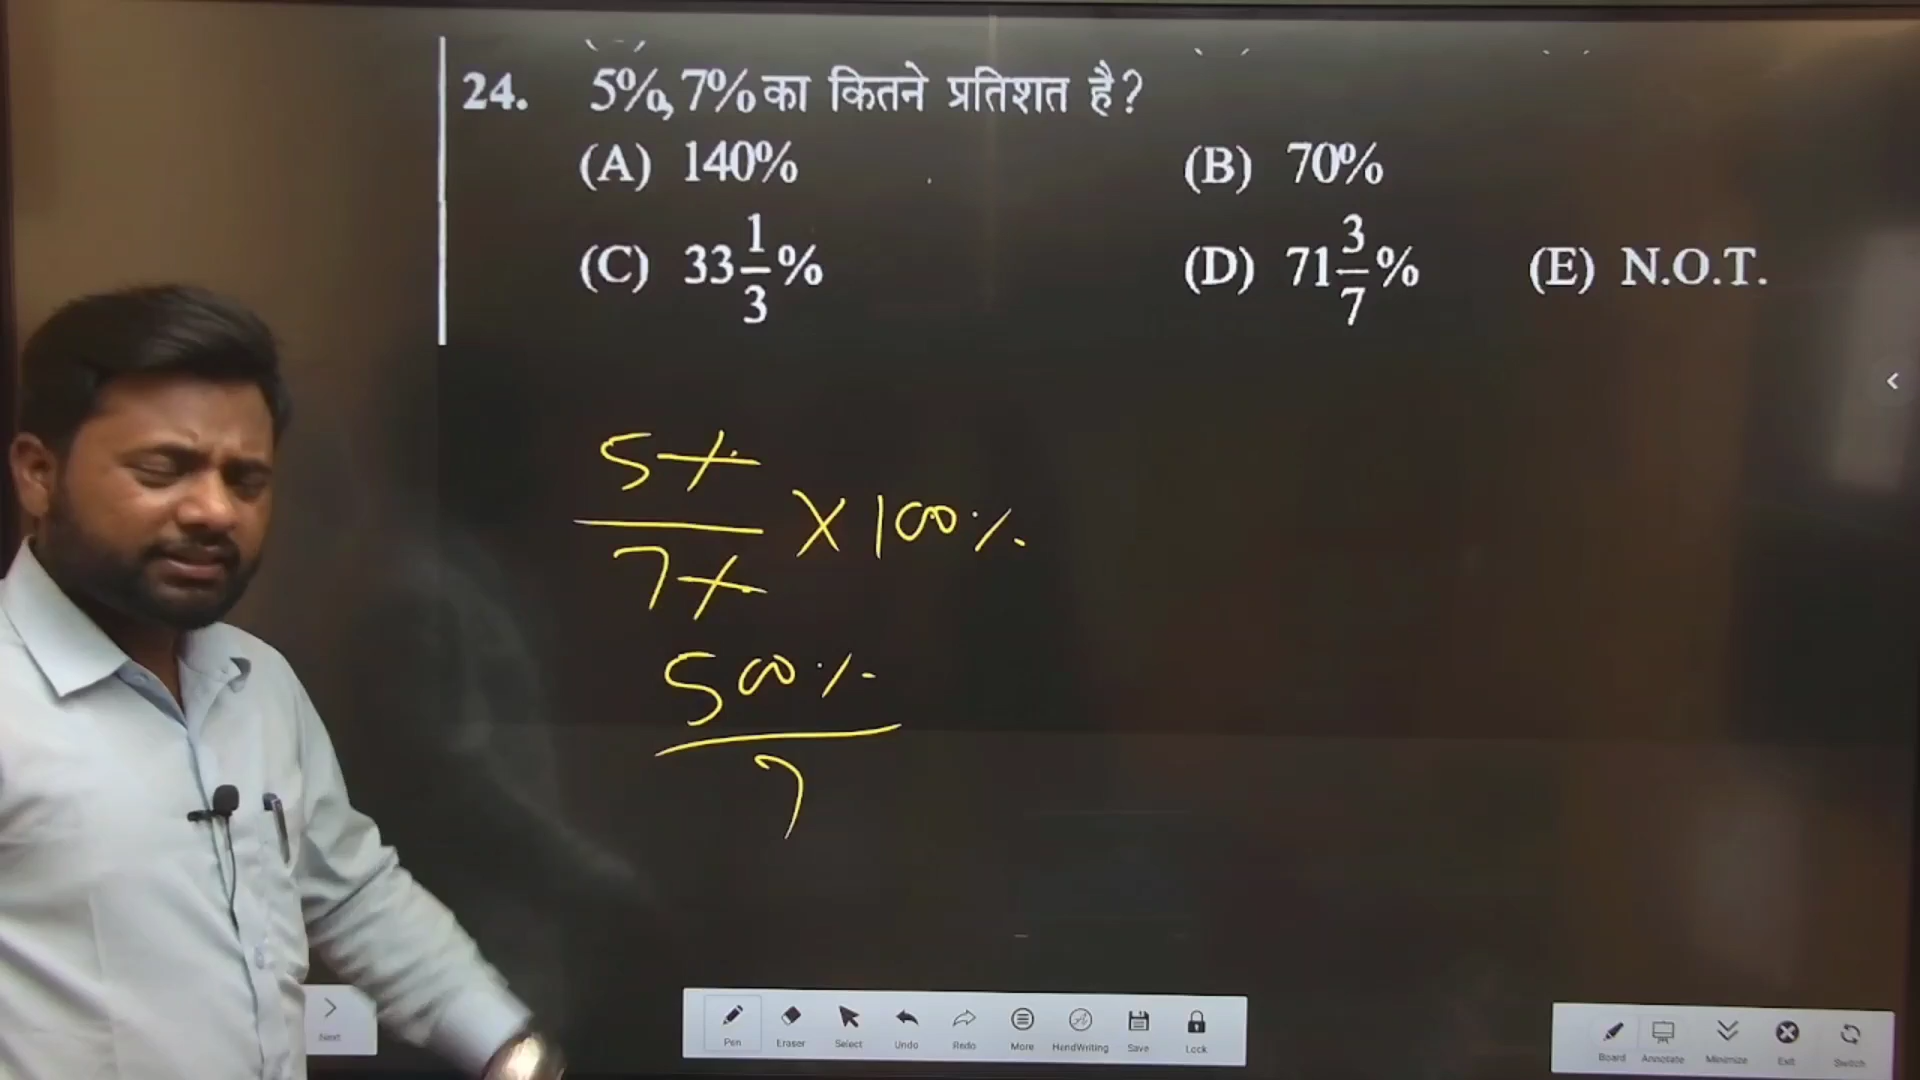 24. 5%, 7% का कितने प्रतिशत है?
(A) 140% (B) 70%
(C) 33 1/3% (D) 71 3/7% (E) N.O.T.
5%/7% × 100%
500%/7
Next
Pen Eraser Select Undo Redo More HandWriting Save Lock
Board Annotate Minimize Exit Switch